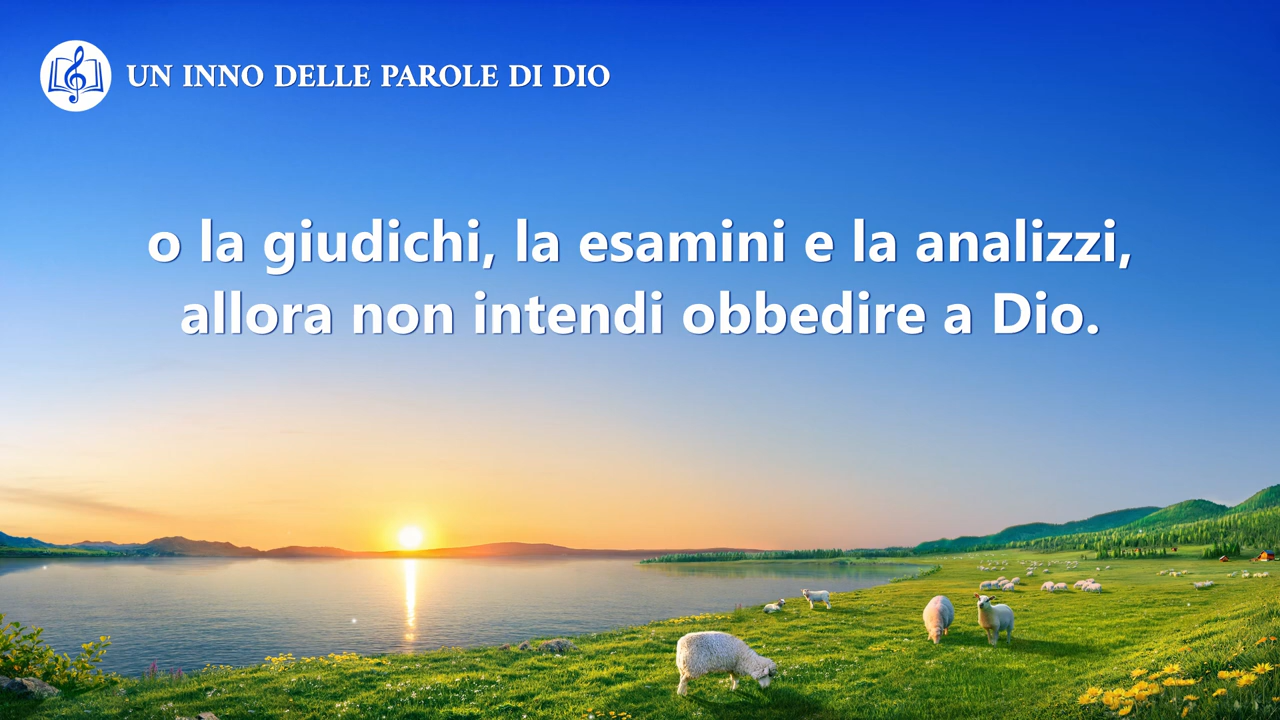 UN INNO DELLE PAROLE DI DIO
o la giudichi, la esamini e la analizzi,
allora non intendi obbedire a Dio.